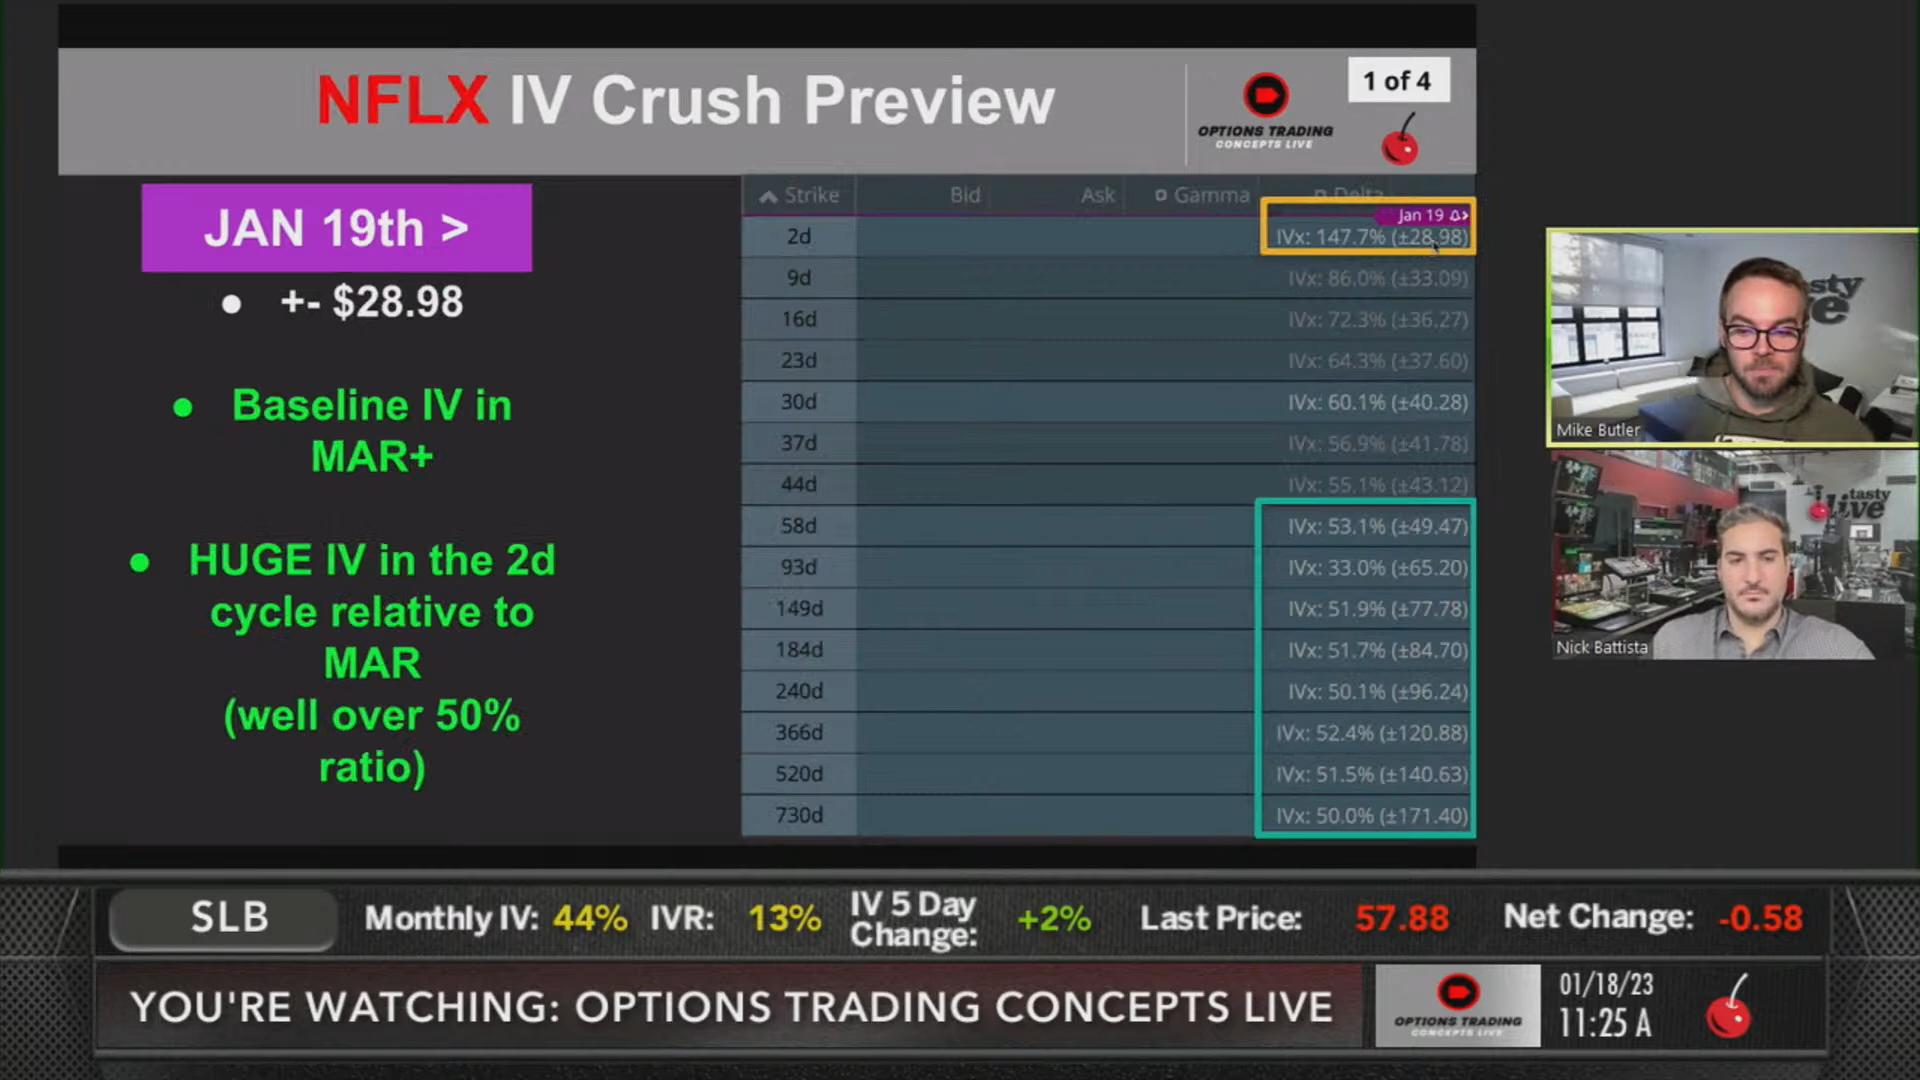 NFLX IV Crush Preview
OPTIONS TRADING
CONCEPTS LIVE
1 of 4
JAN 19th >
● +- $28.98
● Baseline IV in
MAR+
● HUGE IV in the 2d
cycle relative to
MAR
(well over 50%
ratio)
Strike Bid Ask Gamma Delta
Jan 19
2d IVx: 147.7% (±28.98)
9d IVx: 86.0% (±33.09)
16d IVx: 72.3% (±36.27)
23d IVx: 64.3% (±37.60)
30d IVx: 60.1% (±40.28)
37d IVx: 56.9% (±41.78)
44d IVx: 55.1% (±43.12)
58d IVx: 53.1% (±49.47)
93d IVx: 33.0% (±65.20)
149d IVx: 51.9% (±77.78)
184d IVx: 51.7% (±84.70)
240d IVx: 50.1% (±96.24)
366d IVx: 52.4% (±120.88)
520d IVx: 51.5% (±140.63)
730d IVx: 50.0% (±171.40)
tasty
Mike Butler
tasty
live
Nick Battista
SLB Monthly IV: 44% IVR: 13% IV 5 Day
Change: +2% Last Price: 57.88 Net Change: -0.58
YOU'RE WATCHING: OPTIONS TRADING CONCEPTS LIVE
OPTIONS TRADING
CONCEPTS LIVE
01/18/23
11:25 A